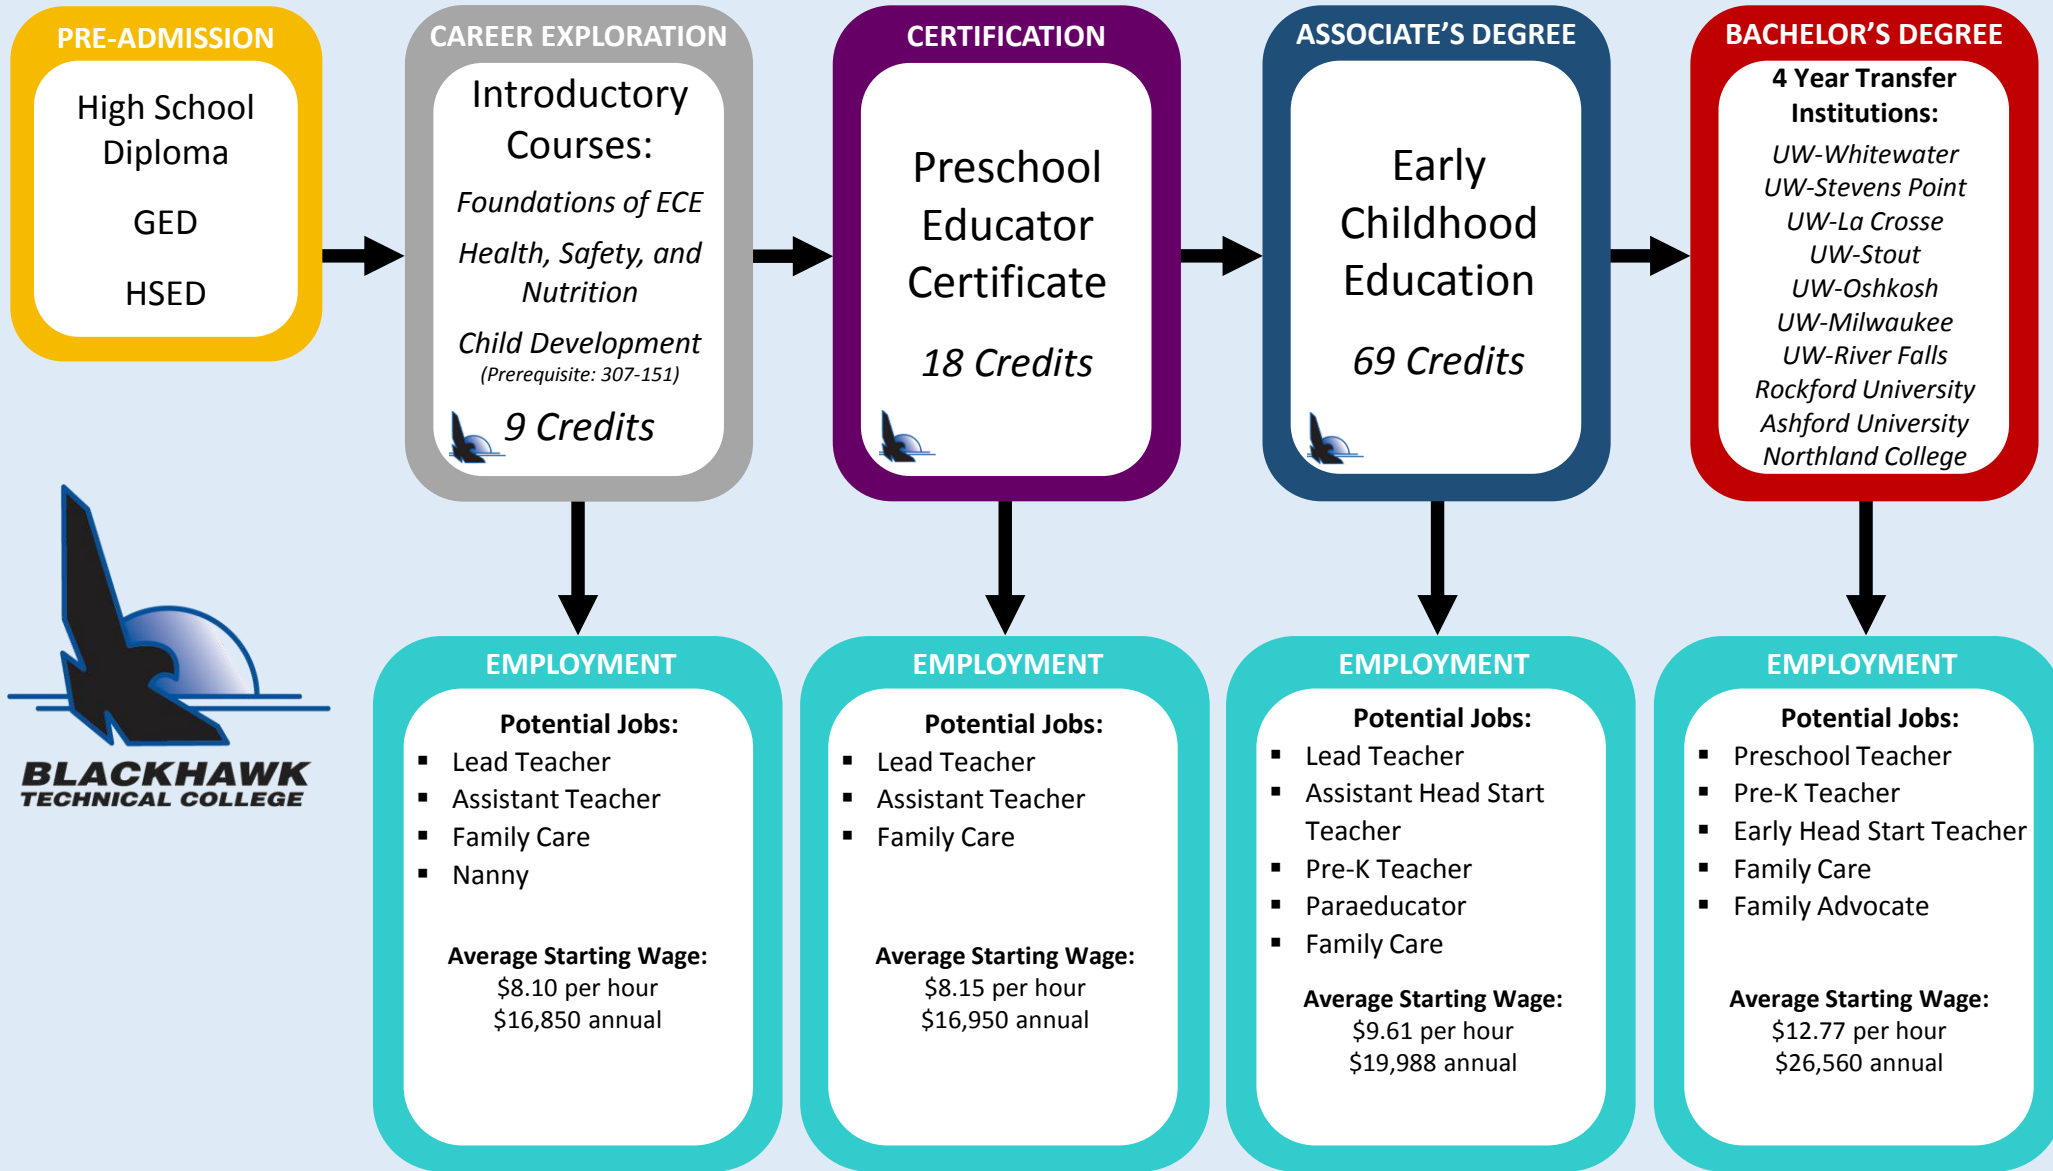 PRE-ADMISSION
High School
Diploma
GED
HSED
CAREER EXPLORATION
Introductory
Courses:
Foundations of ECE
Health, Safety, and
Nutrition
Child Development
(Prerequisite: 307-151)
9 Credits
CERTIFICATION
Preschool
Educator
Certificate
18 Credits
ASSOCIATE'S DEGREE
Early
Childhood
Education
69 Credits
BACHELOR'S DEGREE
4 Year Transfer
Institutions:
UW-Whitewater
UW-Stevens Point
UW-La Crosse
UW-Stout
UW-Oshkosh
UW-Milwaukee
UW-River Falls
Rockford University
Ashford University
Northland College
BLACKHAWK
TECHNICAL COLLEGE
EMPLOYMENT
Potential Jobs:
▪ Lead Teacher
▪ Assistant Teacher
▪ Family Care
▪ Nanny
Average Starting Wage:
$8.10 per hour
$16,850 annual
EMPLOYMENT
Potential Jobs:
▪ Lead Teacher
▪ Assistant Teacher
▪ Family Care
Average Starting Wage:
$8.15 per hour
$16,950 annual
EMPLOYMENT
Potential Jobs:
▪ Lead Teacher
▪ Assistant Head Start
Teacher
▪ Pre-K Teacher
▪ Paraeducator
▪ Family Care
Average Starting Wage:
$9.61 per hour
$19,988 annual
EMPLOYMENT
Potential Jobs:
▪ Preschool Teacher
▪ Pre-K Teacher
▪ Early Head Start Teacher
▪ Family Care
▪ Family Advocate
Average Starting Wage:
$12.77 per hour
$26,560 annual